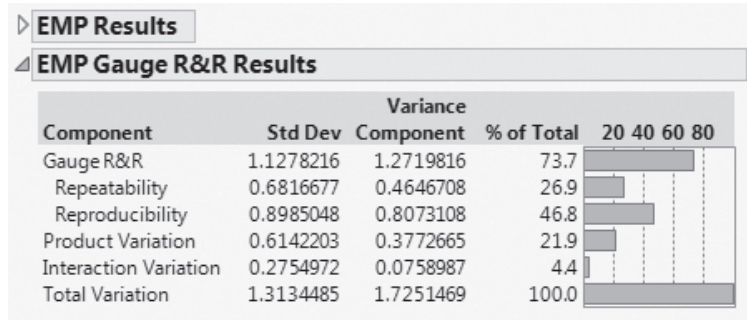 EMP Results
EMP Gauge R&R Results
Variance
Component Std Dev Component % of Total 20 40 60 80
Gauge R&R 1.1278216 1.2719816 73.7
Repeatability 0.6816677 0.4646708 26.9
Reproducibility 0.8985048 0.8073108 46.8
Product Variation 0.6142203 0.3772665 21.9
Interaction Variation 0.2754972 0.0758987 4.4
Total Variation 1.3134485 1.7251469 100.0